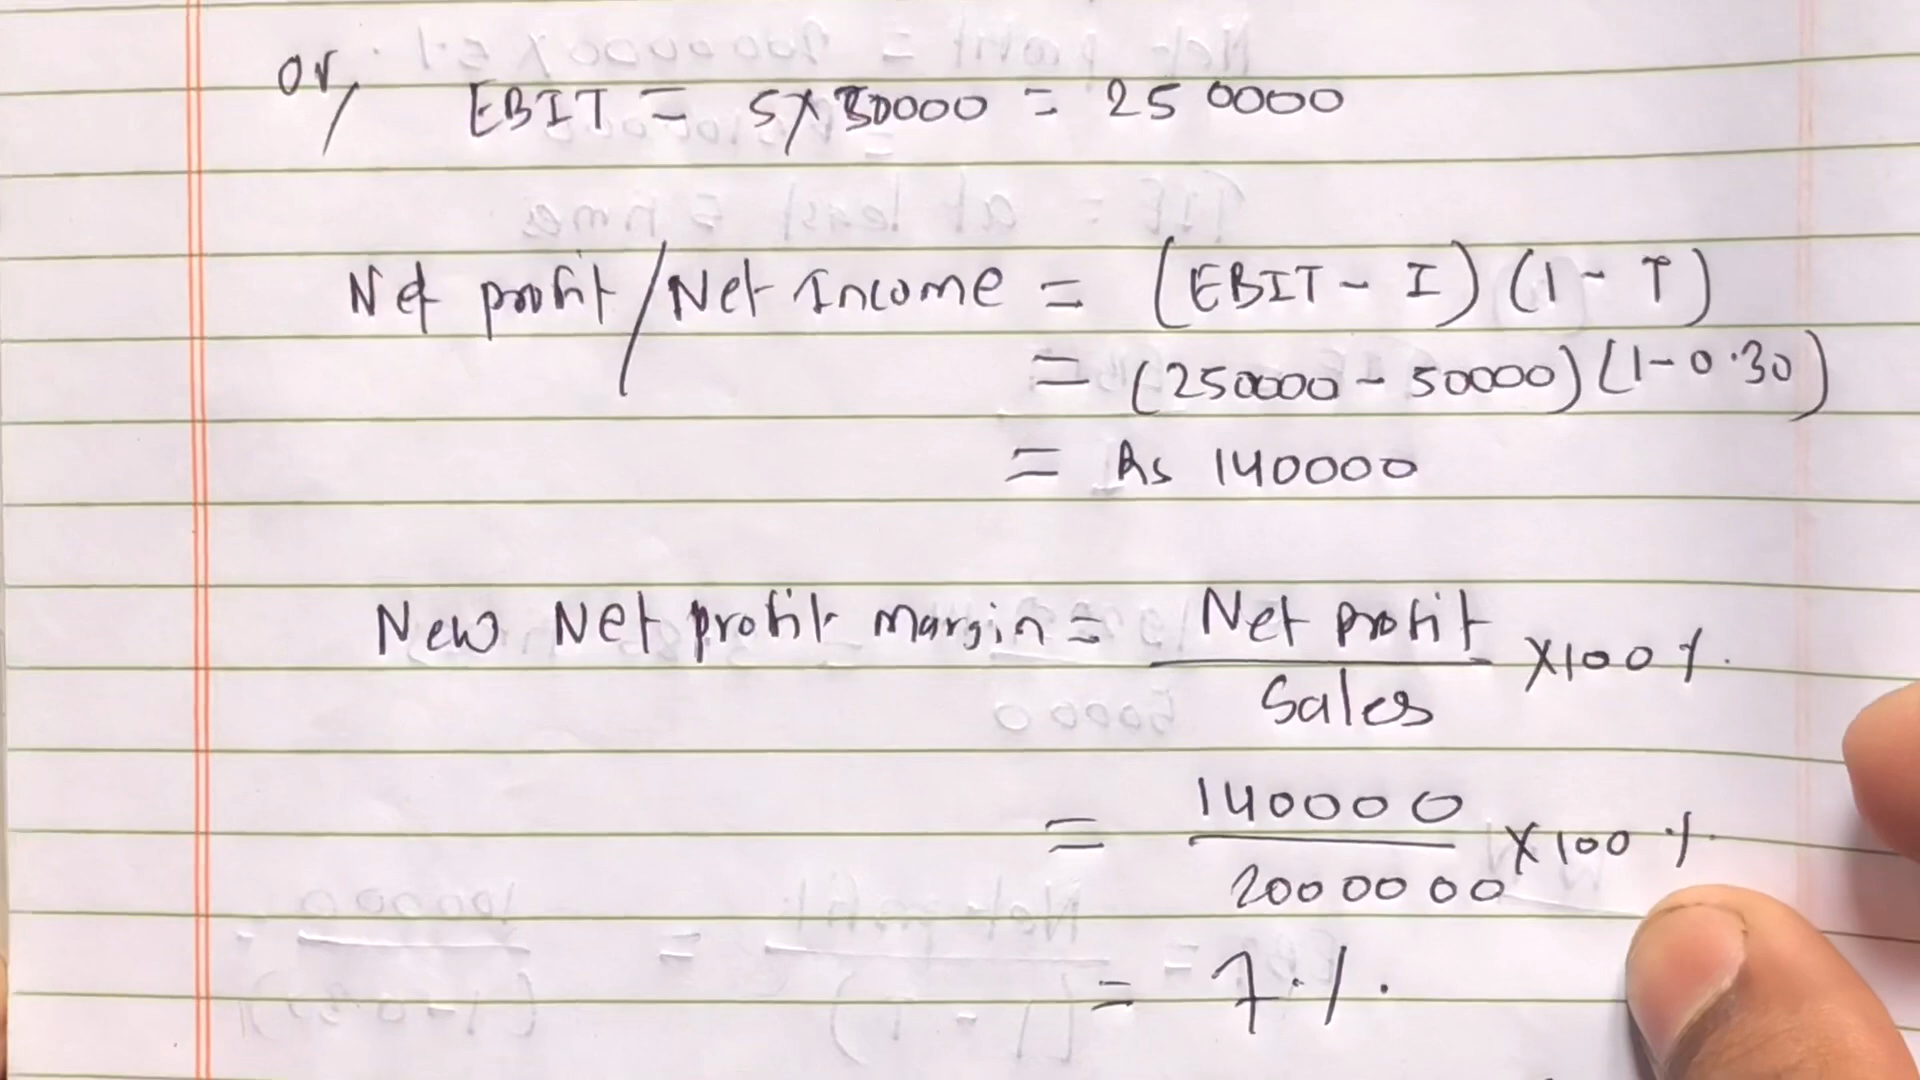 or, EBIT = 5 X 50000 = 250000
Net profit / Net Income = (EBIT - I) (1 - T)
= (250000 - 50000) (1 - 0.30)
= Rs 140000
New Net profit margin = Net profit / Sales X 100 %
= 140000 / 2000000 X 100 %
= 7 %